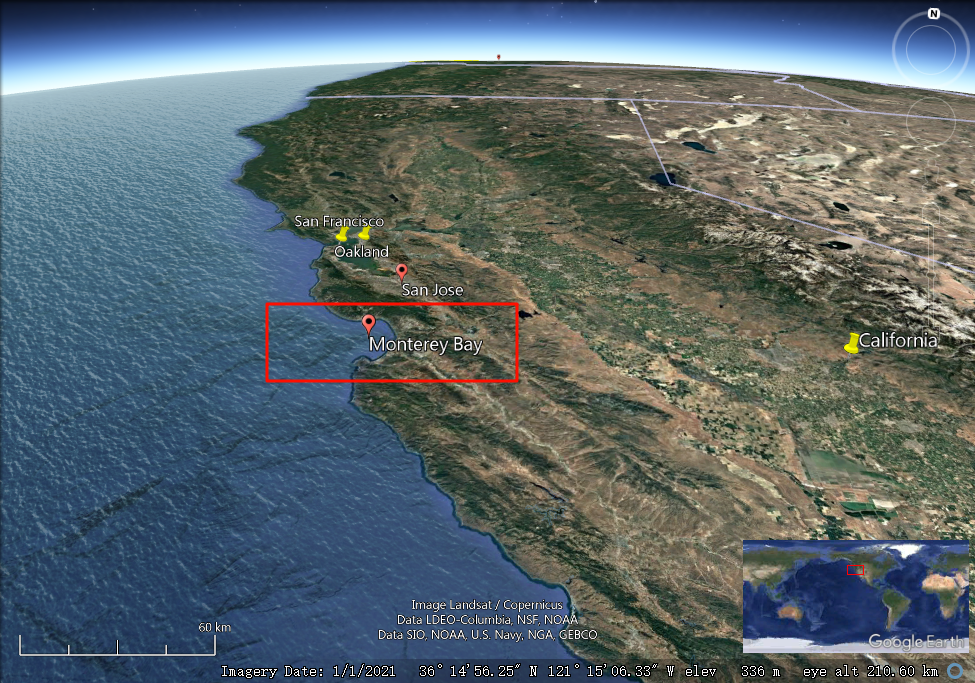 N
San Francisco
Oakland
San Jose
Monterey Bay
California
Image Landsat / Copernicus
Data LDEO-Columbia, NSF, NOAA
Data SIO, NOAA, U.S. Navy, NGA, GEBCO
60 km
Google Earth
Imagery Date: 1/1/2021 36° 14'56.25" N 121° 15'06.33" W elev 336 m eye alt 210.60 km